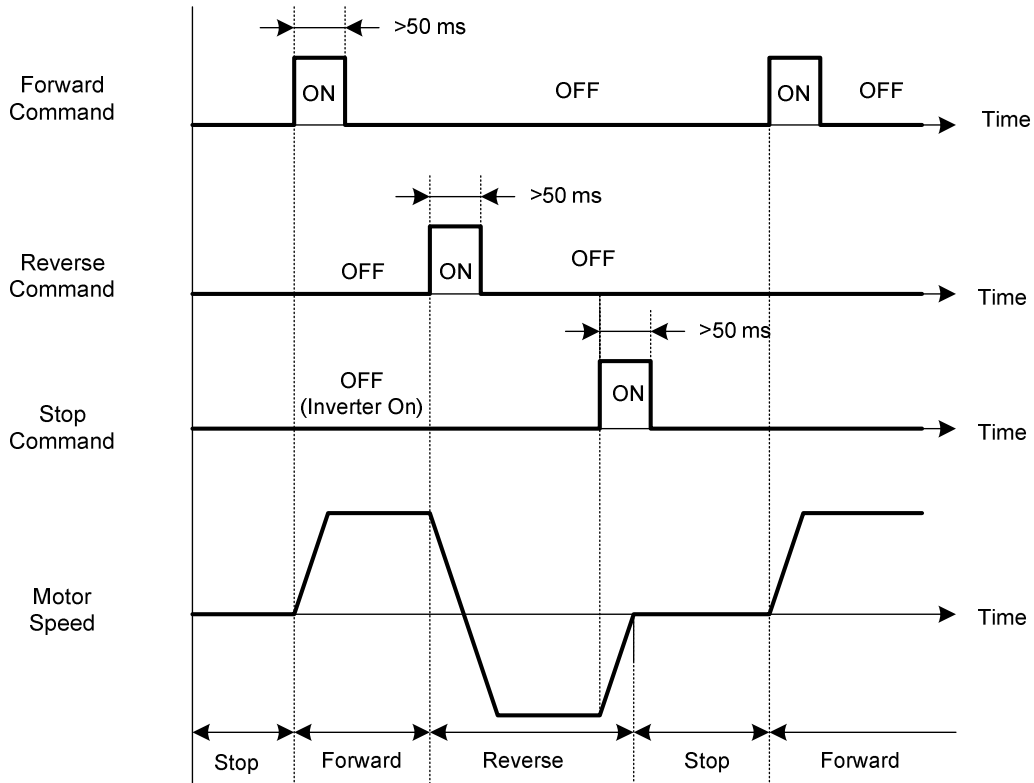 >50 ms
Forward
Command
ON
OFF
ON
OFF
Time
>50 ms
Reverse
Command
OFF
ON
OFF
Time
>50 ms
Stop
Command
OFF
(Inverter On)
ON
Time
Motor
Speed
Time
Stop
Forward
Reverse
Stop
Forward